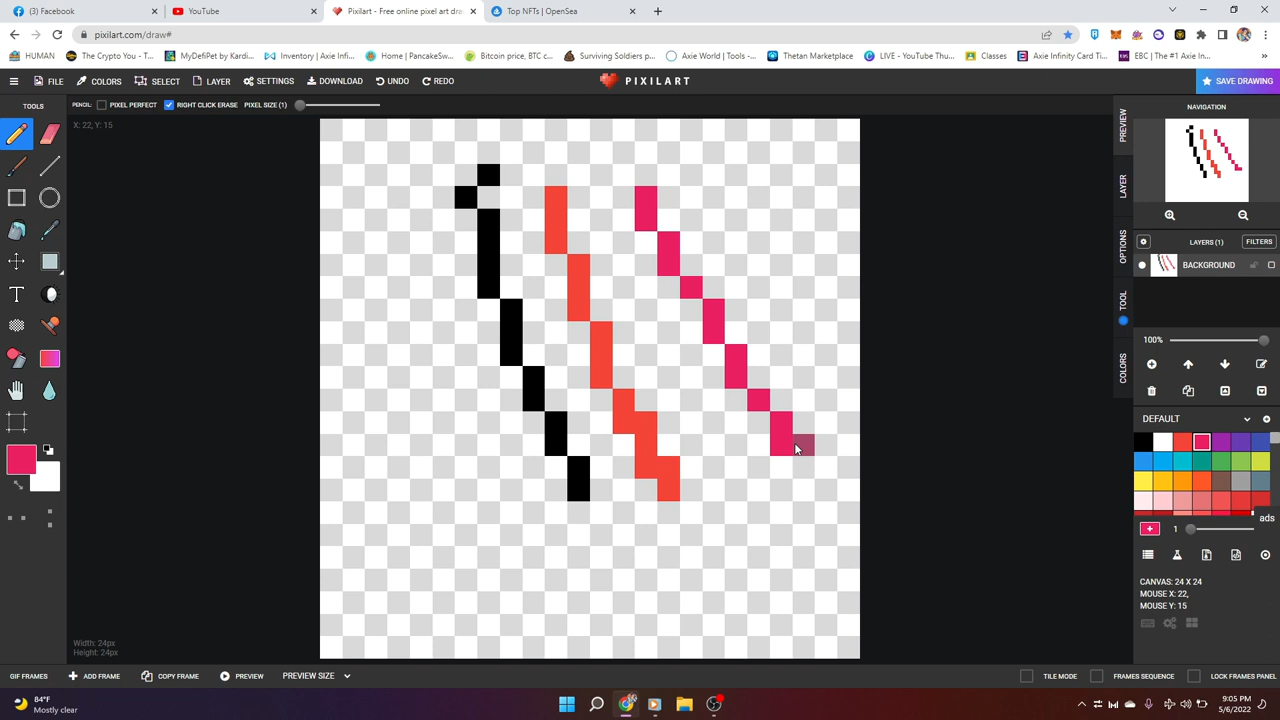 (3) Facebook
YouTube
Pixilart - Free online pixel art dra
Top NFTs | OpenSea
pixilart.com/draw#
HUMAN
The Crypto You - T...
MyDefiPet by Kardi...
Inventory | Axie Infi...
Home | PancakeSw...
Bitcoin price, BTC c...
Surviving Soldiers p...
Axie World | Tools -...
Thetan Marketplace
LIVE - YouTube Thu...
Classes
Axie Infinity Card Ti...
EBC | The #1 Axie In...
FILE
COLORS
SELECT
LAYER
SETTINGS
DOWNLOAD
UNDO
REDO
PIXILART
SAVE DRAWING
TOOLS
PENCIL:
PIXEL PERFECT
RIGHT CLICK ERASE
PIXEL SIZE (1)
X: 22, Y: 15
PREVIEW
LAYER
OPTIONS
TOOL
COLORS
NAVIGATION
LAYERS (1)
FILTERS
BACKGROUND
100%
DEFAULT
ads
1
CANVAS: 24 X 24
MOUSE X: 22,
MOUSE Y: 15
Width: 24px
Height: 24px
GIF FRAMES
ADD FRAME
COPY FRAME
PREVIEW
PREVIEW SIZE
TILE MODE
FRAMES SEQUENCE
LOCK FRAMES PANEL
84°F
Mostly clear
9:05 PM
5/6/2022